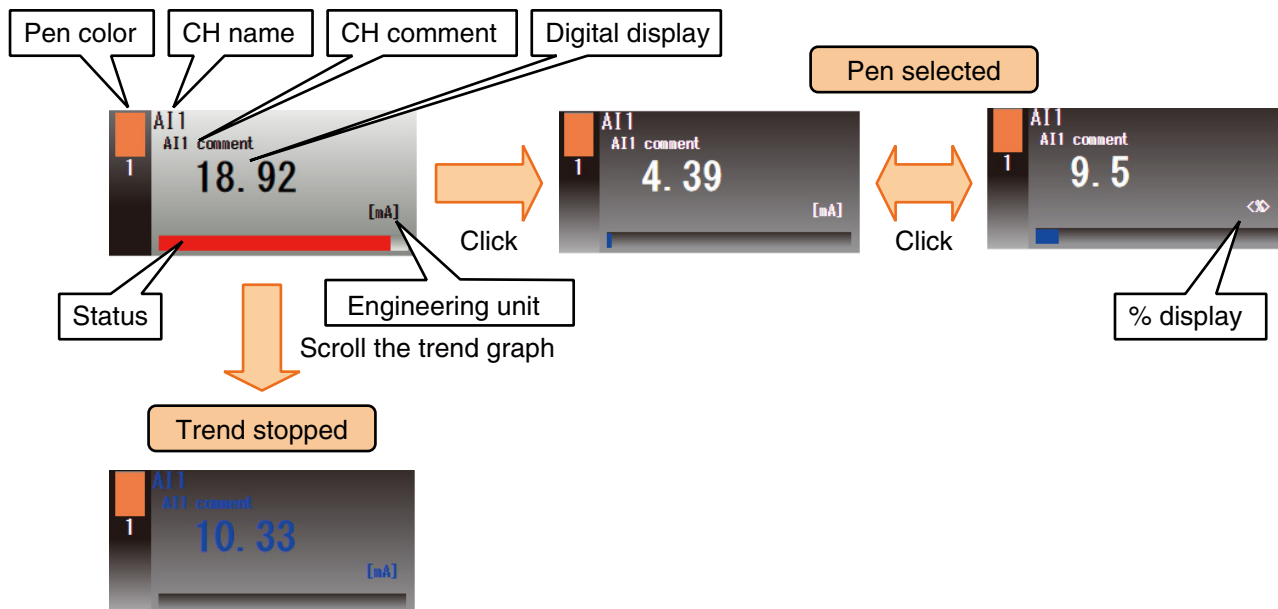 Pen color
CH name
CH comment
Digital display
Pen selected
AI1
AI1 comment
1
18.92
[mA]
AI1
AI1 comment
1
4.39
[mA]
AI1
AI1 comment
1
9.5
<%>
Click
Click
Status
Engineering unit
% display
Scroll the trend graph
Trend stopped
AI1
AI1 comment
1
10.33
[mA]